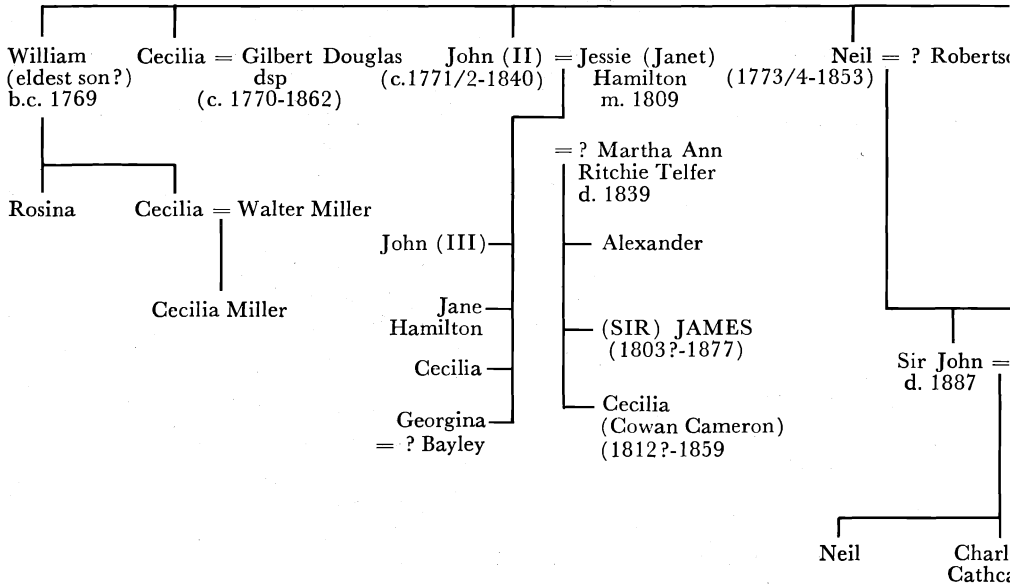 William
(eldest son?)
b.c. 1769
Cecilia = Gilbert Douglas
dsp
(c. 1770-1862)
John (II) = Jessie (Janet)
(c.1771/2-1840) Hamilton
m. 1809
Neil = ? Robertso
(1773/4-1853)
= ? Martha Ann
Ritchie Telfer
d. 1839
Rosina
Cecilia = Walter Miller
Cecilia Miller
John (III)
Jane
Hamilton
Cecilia
Georgina
= ? Bayley
Alexander
(SIR) JAMES
(1803?-1877)
Cecilia
(Cowan Cameron)
(1812?-1859
Sir John =
d. 1887
Neil
Charl
Cathca